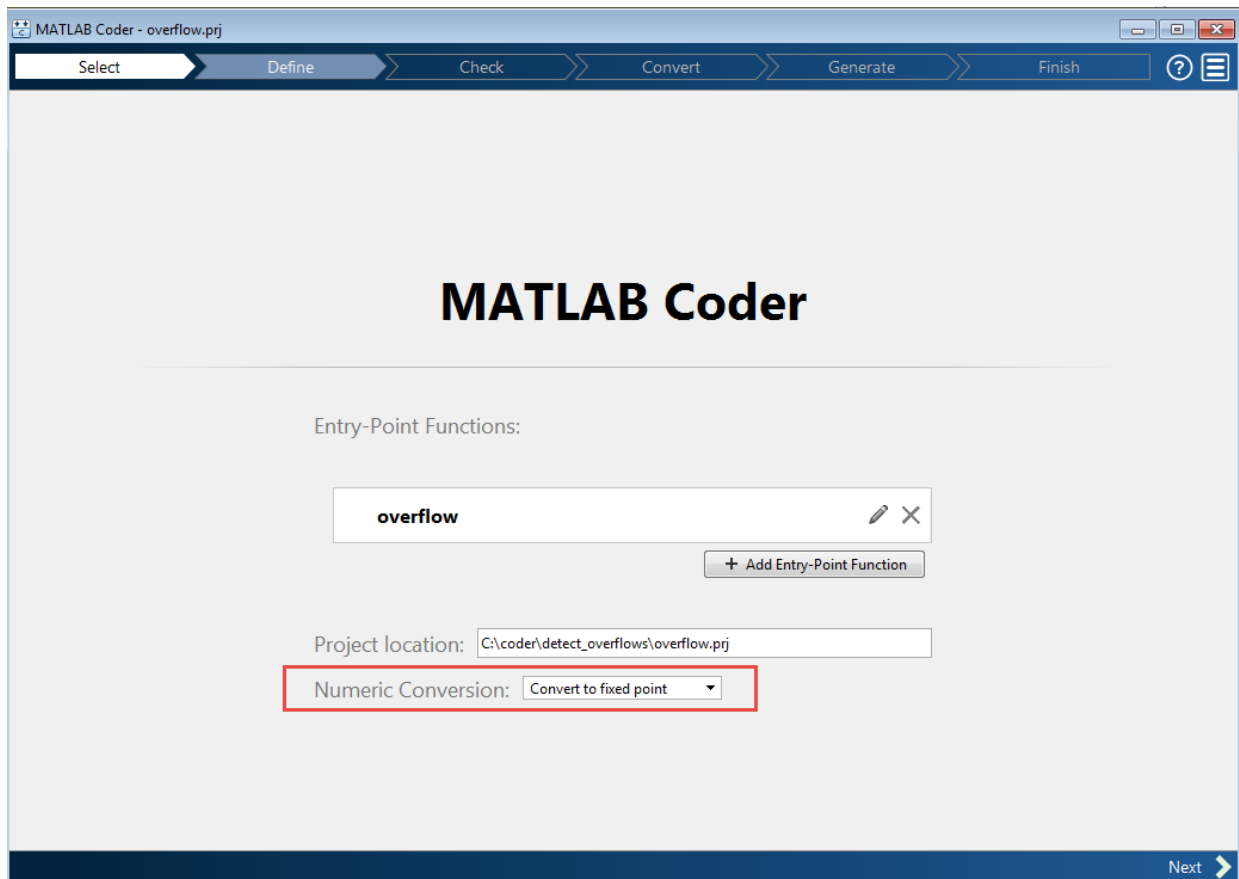 MATLAB Coder - overflow.prj
Select Define Check Convert Generate Finish ?
MATLAB Coder
Entry-Point Functions:
overflow
+ Add Entry-Point Function
Project location: C:\coder\detect_overflows\overflow.prj
Numeric Conversion: Convert to fixed point
Next